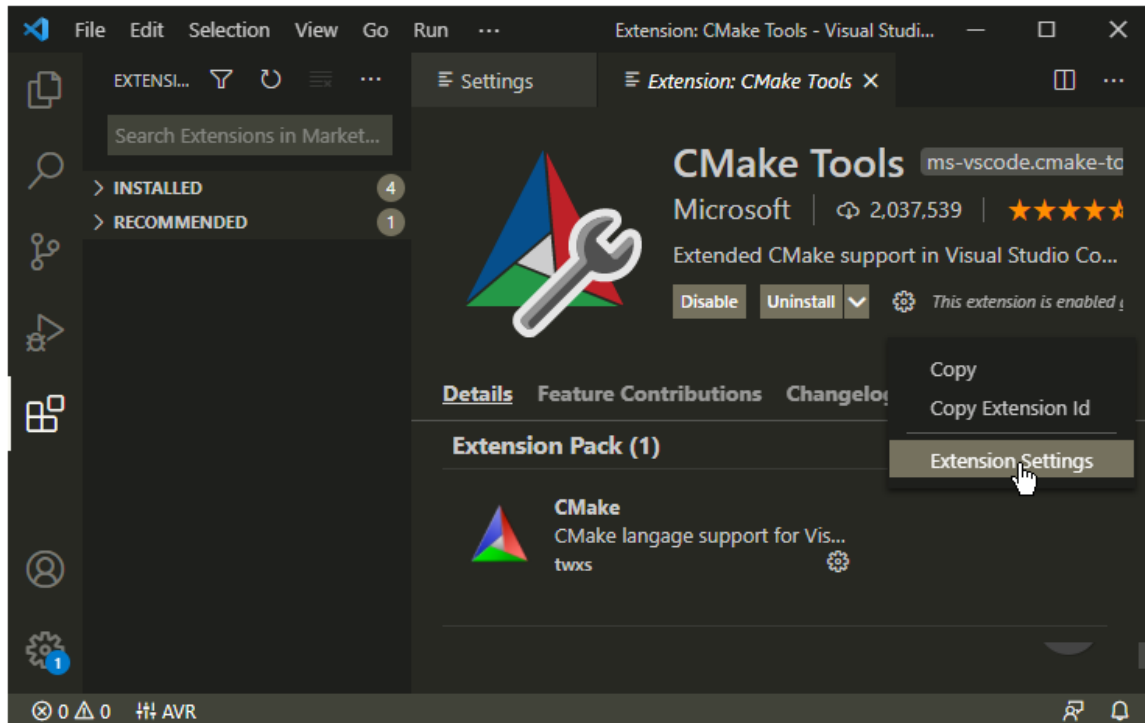 File Edit Selection View Go Run ··· Extension: CMake Tools - Visual Studi...
EXTENSI... ···
Settings
Extension: CMake Tools
Search Extensions in Market...
INSTALLED 4
RECOMMENDED 1
CMake Tools ms-vscode.cmake-to
Microsoft 2,037,539
Extended CMake support in Visual Studio Co...
Disable Uninstall This extension is enabled
Copy
Copy Extension Id
Extension Settings
Details Feature Contributions Changelog
Extension Pack (1)
CMake
CMake langage support for Vis...
twxs
1
0 0 AVR